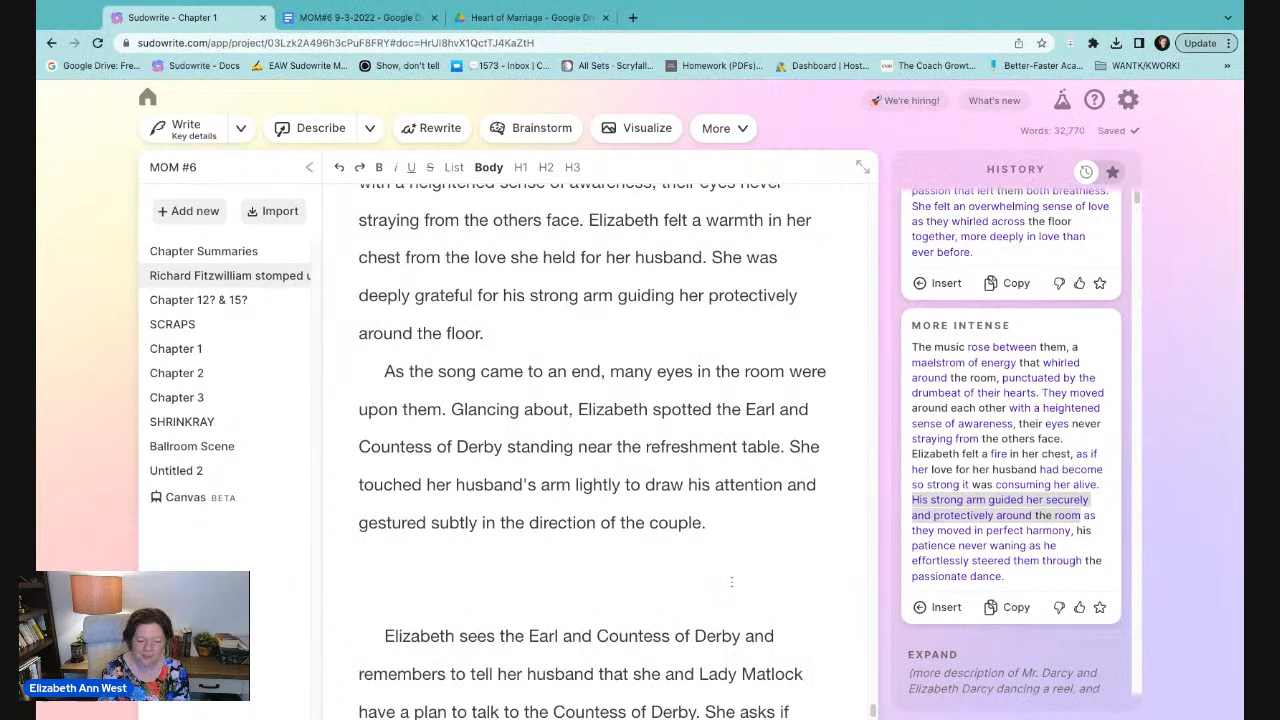 Sudowrite - Chapter 1
MOM#6 9-3-2022 - Google D
Heart of Marriage - Google Dri
sudowrite.com/app/project/03Lzk2A496h3cPuF8FRY#doc=HrUI8hvX1QctTJ4KaZtH
Update
Google Drive: Fre...
Sudowrite - Docs
EAW Sudowrite M...
Show, don't tell
1573 - Inbox | C...
All Sets · Scryfall...
Homework (PDFs)...
Dashboard | Host...
The Coach Growt...
Better-Faster Aca...
WANTK/KWORKI
»
We're hiring!
What's new
Write
Key details
Describe
Rewrite
Brainstorm
Visualize
More
Words: 32,770
Saved
MOM #6
B i U S List Body H1 H2 H3
HISTORY
+ Add new
Import
Chapter Summaries
Richard Fitzwilliam stomped u
Chapter 12? & 15?
SCRAPS
Chapter 1
Chapter 2
Chapter 3
SHRINKRAY
Ballroom Scene
Untitled 2
Canvas BETA
with a heightened sense of awareness, their eyes never
straying from the others face. Elizabeth felt a warmth in her
chest from the love she held for her husband. She was
deeply grateful for his strong arm guiding her protectively
around the floor.
As the song came to an end, many eyes in the room were
upon them. Glancing about, Elizabeth spotted the Earl and
Countess of Derby standing near the refreshment table. She
touched her husband's arm lightly to draw his attention and
gestured subtly in the direction of the couple.
Elizabeth sees the Earl and Countess of Derby and
remembers to tell her husband that she and Lady Matlock
have a plan to talk to the Countess of Derby. She asks if
passion that left them both breathless.
She felt an overwhelming sense of love
as they whirled across the floor
together, more deeply in love than
ever before.
Insert
Copy
MORE INTENSE
The music rose between them, a
maelstrom of energy that whirled
around the room, punctuated by the
drumbeat of their hearts. They moved
around each other with a heightened
sense of awareness, their eyes never
straying from the others face.
Elizabeth felt a fire in her chest, as if
her love for her husband had become
so strong it was consuming her alive.
His strong arm guided her securely
and protectively around the room as
they moved in perfect harmony, his
patience never waning as he
effortlessly steered them through the
passionate dance.
Insert
Copy
EXPAND
(more description of Mr. Darcy and
Elizabeth Darcy dancing a reel, and
Elizabeth Ann West